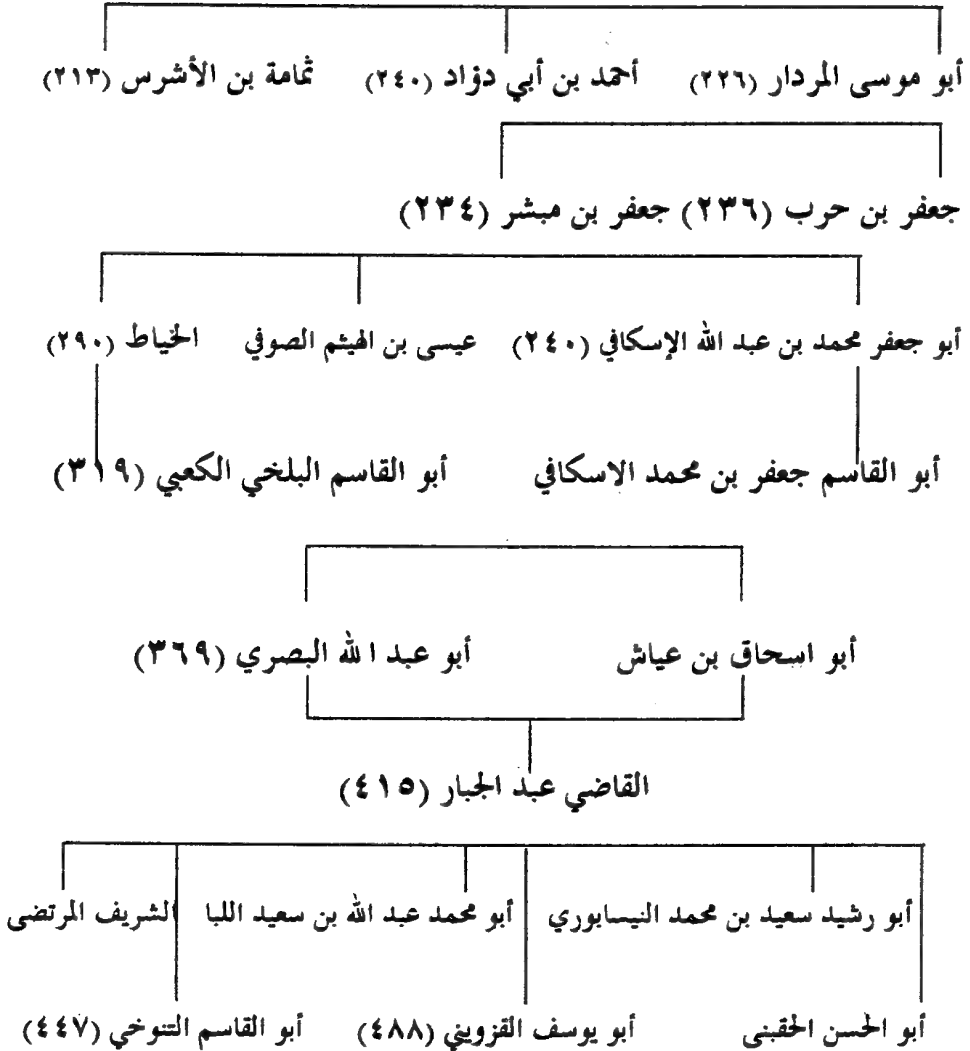 أبو موسى المردار (٢٢٦) أحمد بن أبي دؤاد (٢٤٠) ثمامة بن الأشرس (٢١٣)
جعفر بن حرب (٢٣٦) جعفر بن مبشر (٢٣٤)
أبو جعفر محمد بن عبد الله الإسكافي (٢٤٠) عيسى بن الهيثم الصوفي الخياط (٢٩٠)
أبو القاسم جعفر بن محمد الاسكافي أبو القاسم البلخي الكعبي (٣١٩)
أبو اسحاق بن عياش أبو عبد الله البصري (٣٦٩)
القاضي عبد الجبار (٤١٥)
أبو رشيد سعيد بن محمد النيسابوري أبو محمد عبد الله بن سعيد اللبا الشريف المرتضى
أبو الحسن الحقبنى أبو يوسف القزويني (٤٨٨) أبو القاسم التنوخي (٤٤٧)